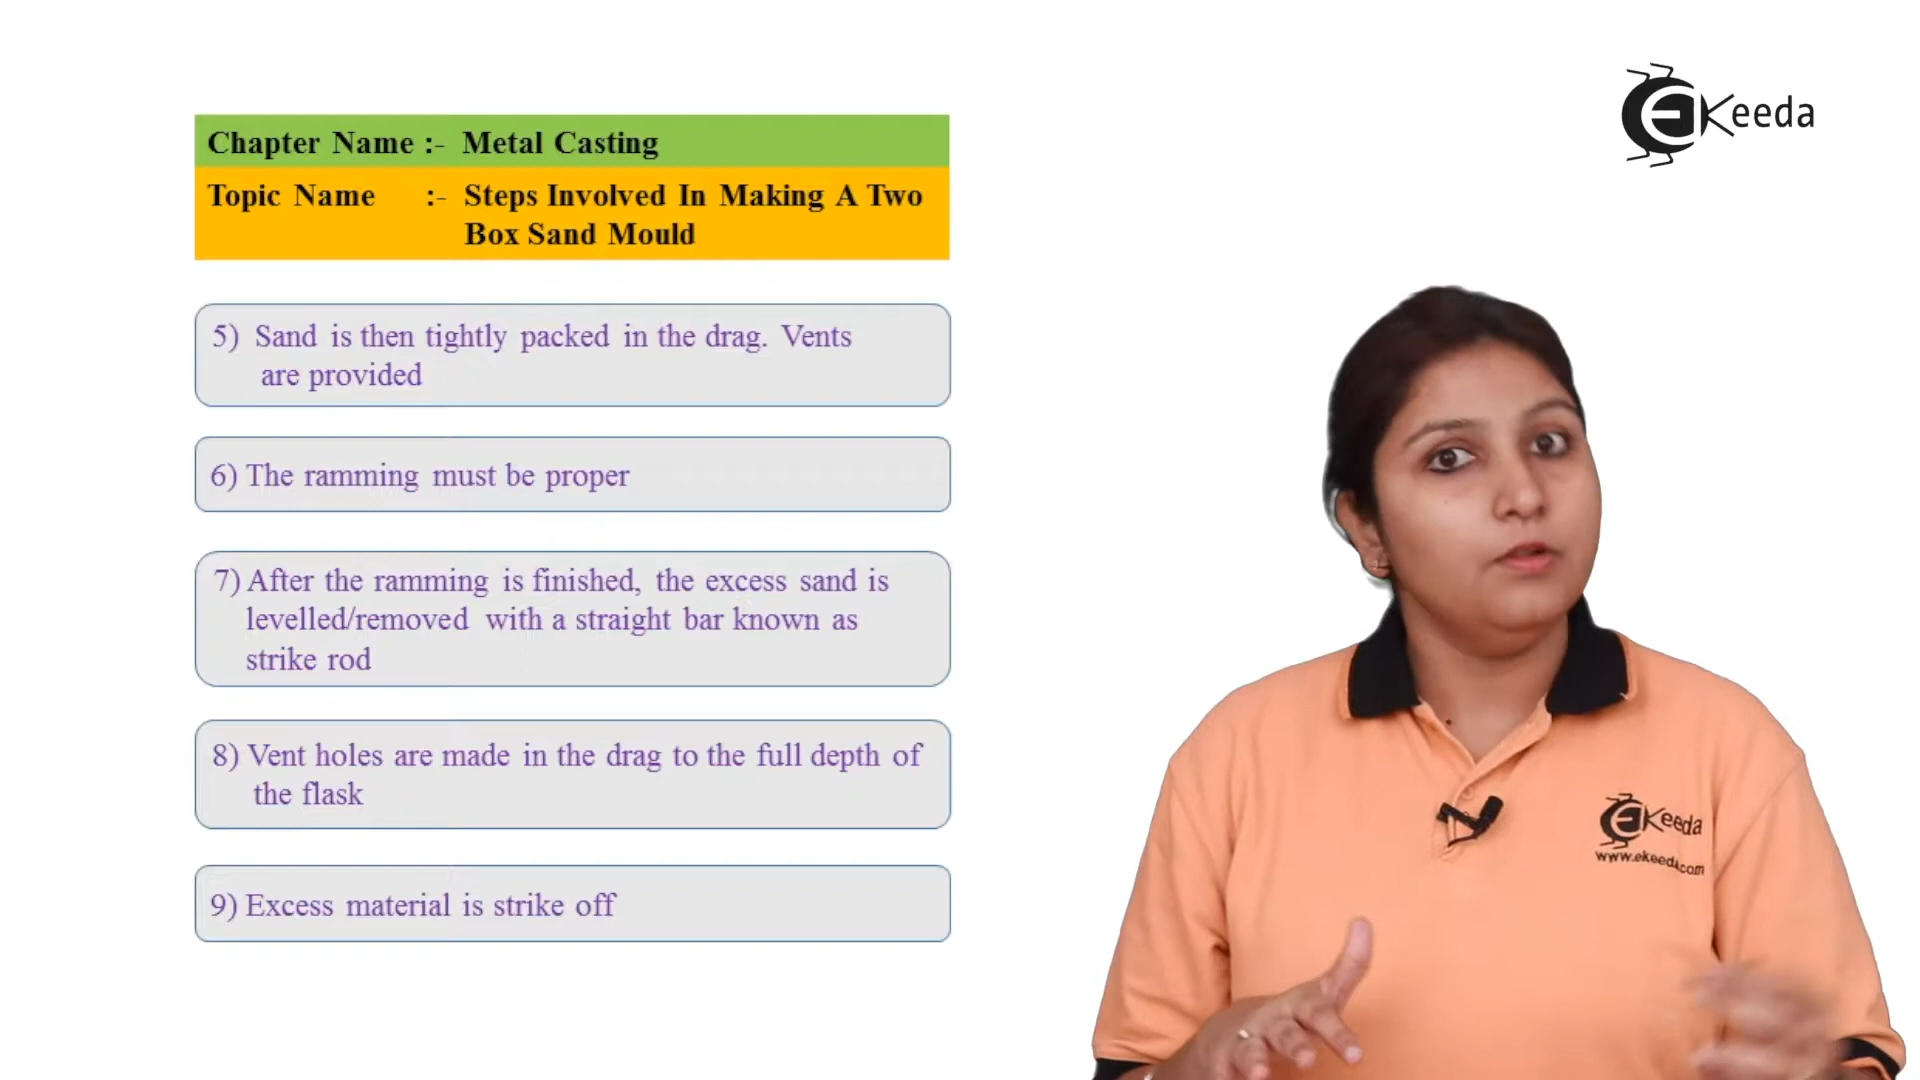 Keeda
Chapter Name :- Metal Casting
Topic Name :- Steps Involved In Making A Two
Box Sand Mould
5) Sand is then tightly packed in the drag. Vents
are provided
6) The ramming must be proper
7) After the ramming is finished, the excess sand is
levelled/removed with a straight bar known as
strike rod
8) Vent holes are made in the drag to the full depth of
the flask
9) Excess material is strike off
Keeda
www.ekeeda.com